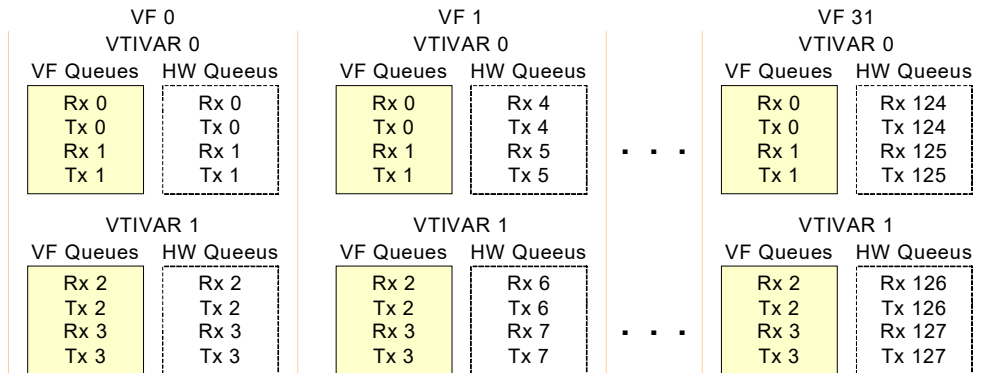 VF 0 VF 1 VF 31
VTIVAR 0 VTIVAR 0 VTIVAR 0
VF Queues HW Queeus VF Queues HW Queeus VF Queues HW Queeus
Rx 0 Rx 0 Rx 0 Rx 4 Rx 0 Rx 124
Tx 0 Tx 0 Tx 0 Tx 4 Tx 0 Tx 124
Rx 1 Rx 1 Rx 1 Rx 5 . . . Rx 1 Rx 125
Tx 1 Tx 1 Tx 1 Tx 5 Tx 1 Tx 125
VTIVAR 1 VTIVAR 1 VTIVAR 1
VF Queues HW Queeus VF Queues HW Queeus VF Queues HW Queeus
Rx 2 Rx 2 Rx 2 Rx 6 Rx 2 Rx 126
Tx 2 Tx 2 Tx 2 Tx 6 Tx 2 Tx 126
Rx 3 Rx 3 Rx 3 Rx 7 . . . Rx 3 Rx 127
Tx 3 Tx 3 Tx 3 Tx 7 Tx 3 Tx 127